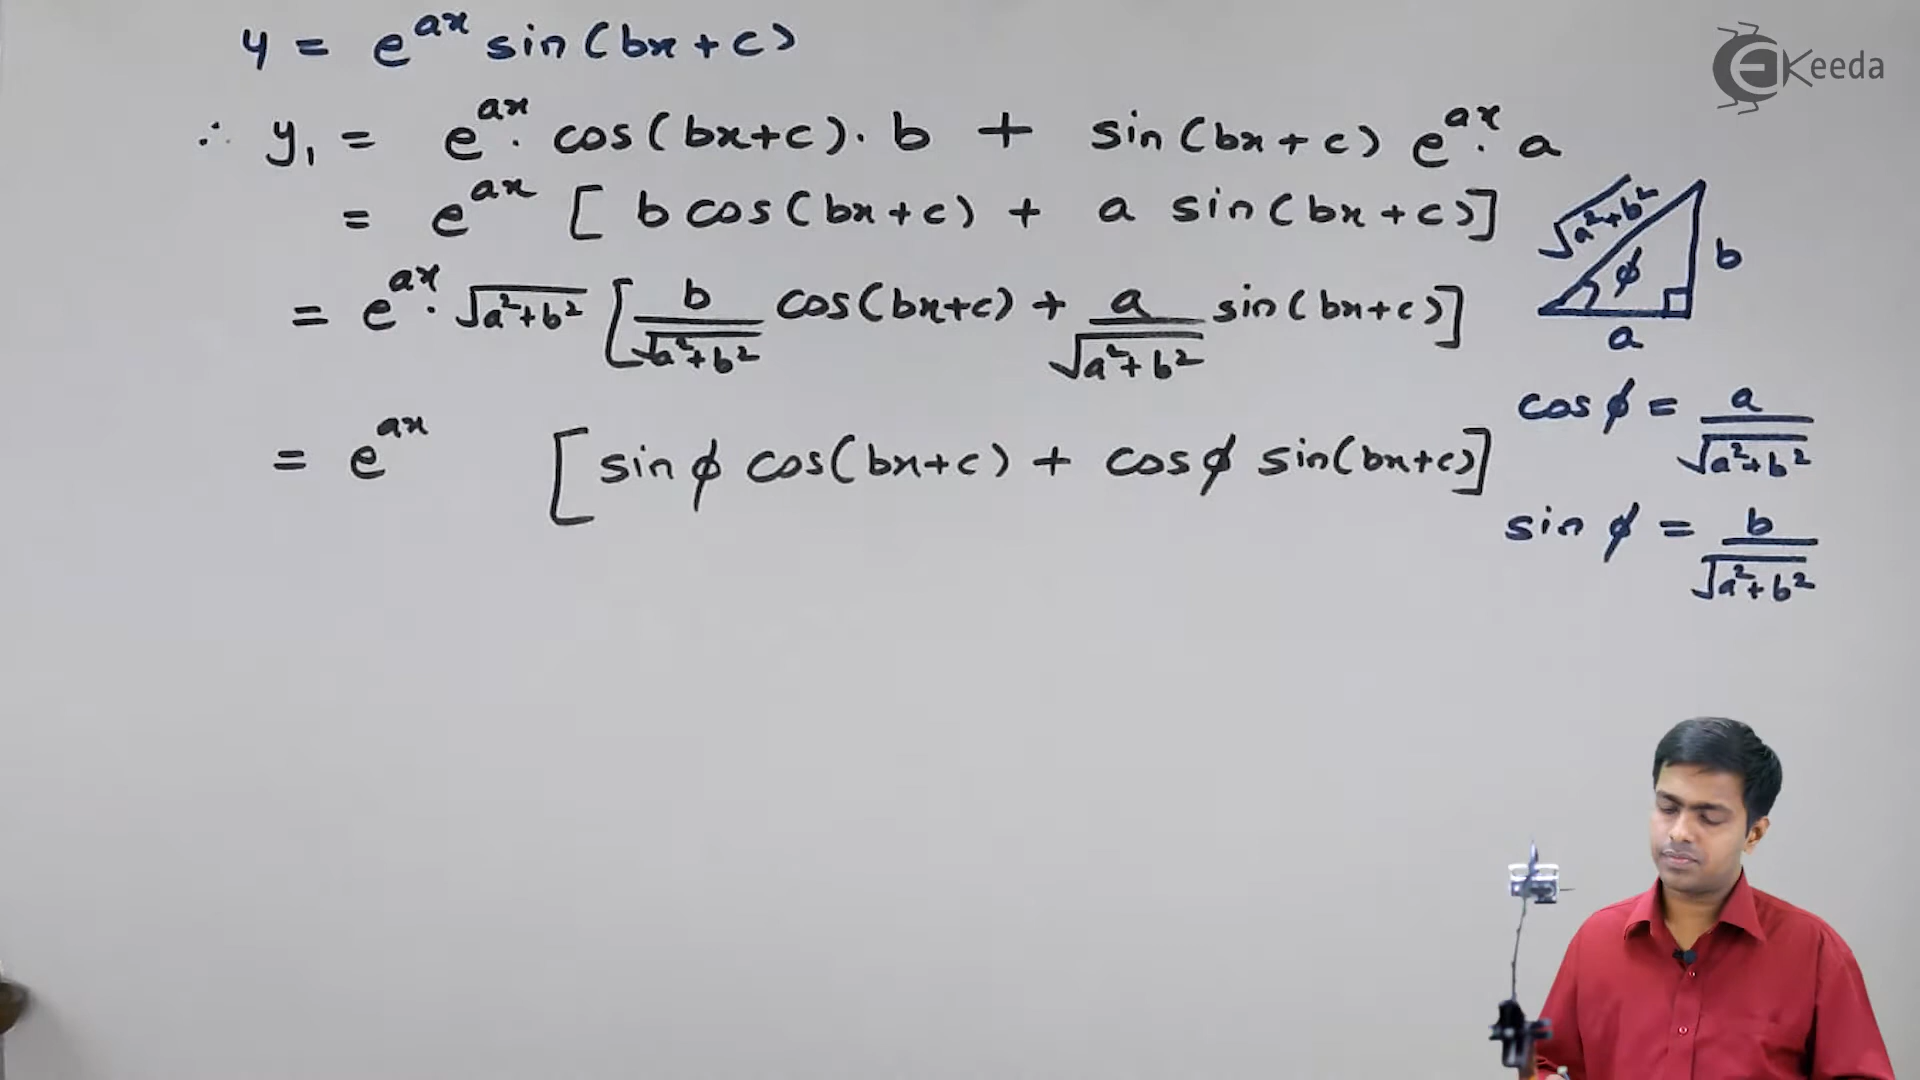 y = e^{ax} sin(bx+c)
∴ y₁ = e^{ax} · cos(bx+c) · b + sin(bx+c) e^{ax} · a
= e^{ax} [b cos(bx+c) + a sin(bx+c)]
= e^{ax} · √(a²+b²) [b/√(a²+b²) cos(bx+c) + a/√(a²+b²) sin(bx+c)]
= e^{ax} [sin ϕ cos(bx+c) + cos ϕ sin(bx+c)]
√(a²+b²)
ϕ
b
a
cos ϕ = a/√(a²+b²)
sin ϕ = b/√(a²+b²)
EKeeda